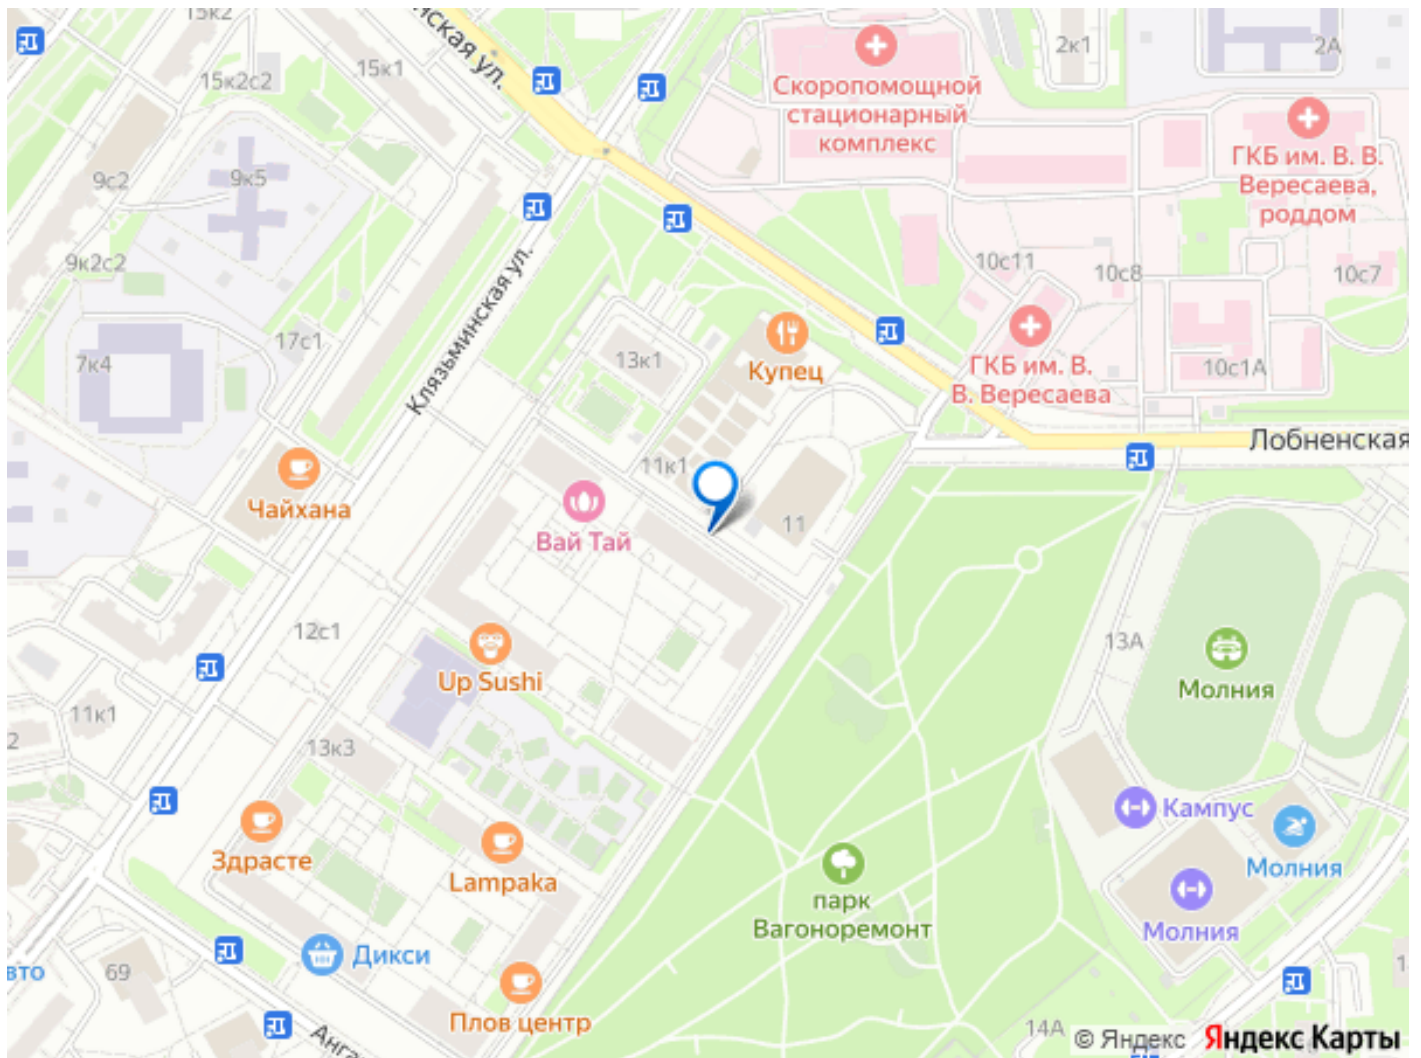 15к2
нская ул.
15к2с2
15к1
2к1
2А
Скоропомощной
стационарный
комплекс
ГКБ им. В. В.
Вересаева,
роддом
9с2
9к5
9к2с2
10с11
10с8
10с7
Клязьминская ул.
17с1
7к4
13к1
Купец
ГКБ им. В.
В. Вересаева
10с1А
Лобненская
11к1
Чайхана
Вай Тай
11
12с1
13А
Up Sushi
Молния
11к1
2
13к3
Кампус
Здрасте
Lampaka
Молния
парк
Вагоноремонт
Молния
Дикси
вто
69
1
Плов центр
Анга
14А
© Яндекс Яндекс Карты